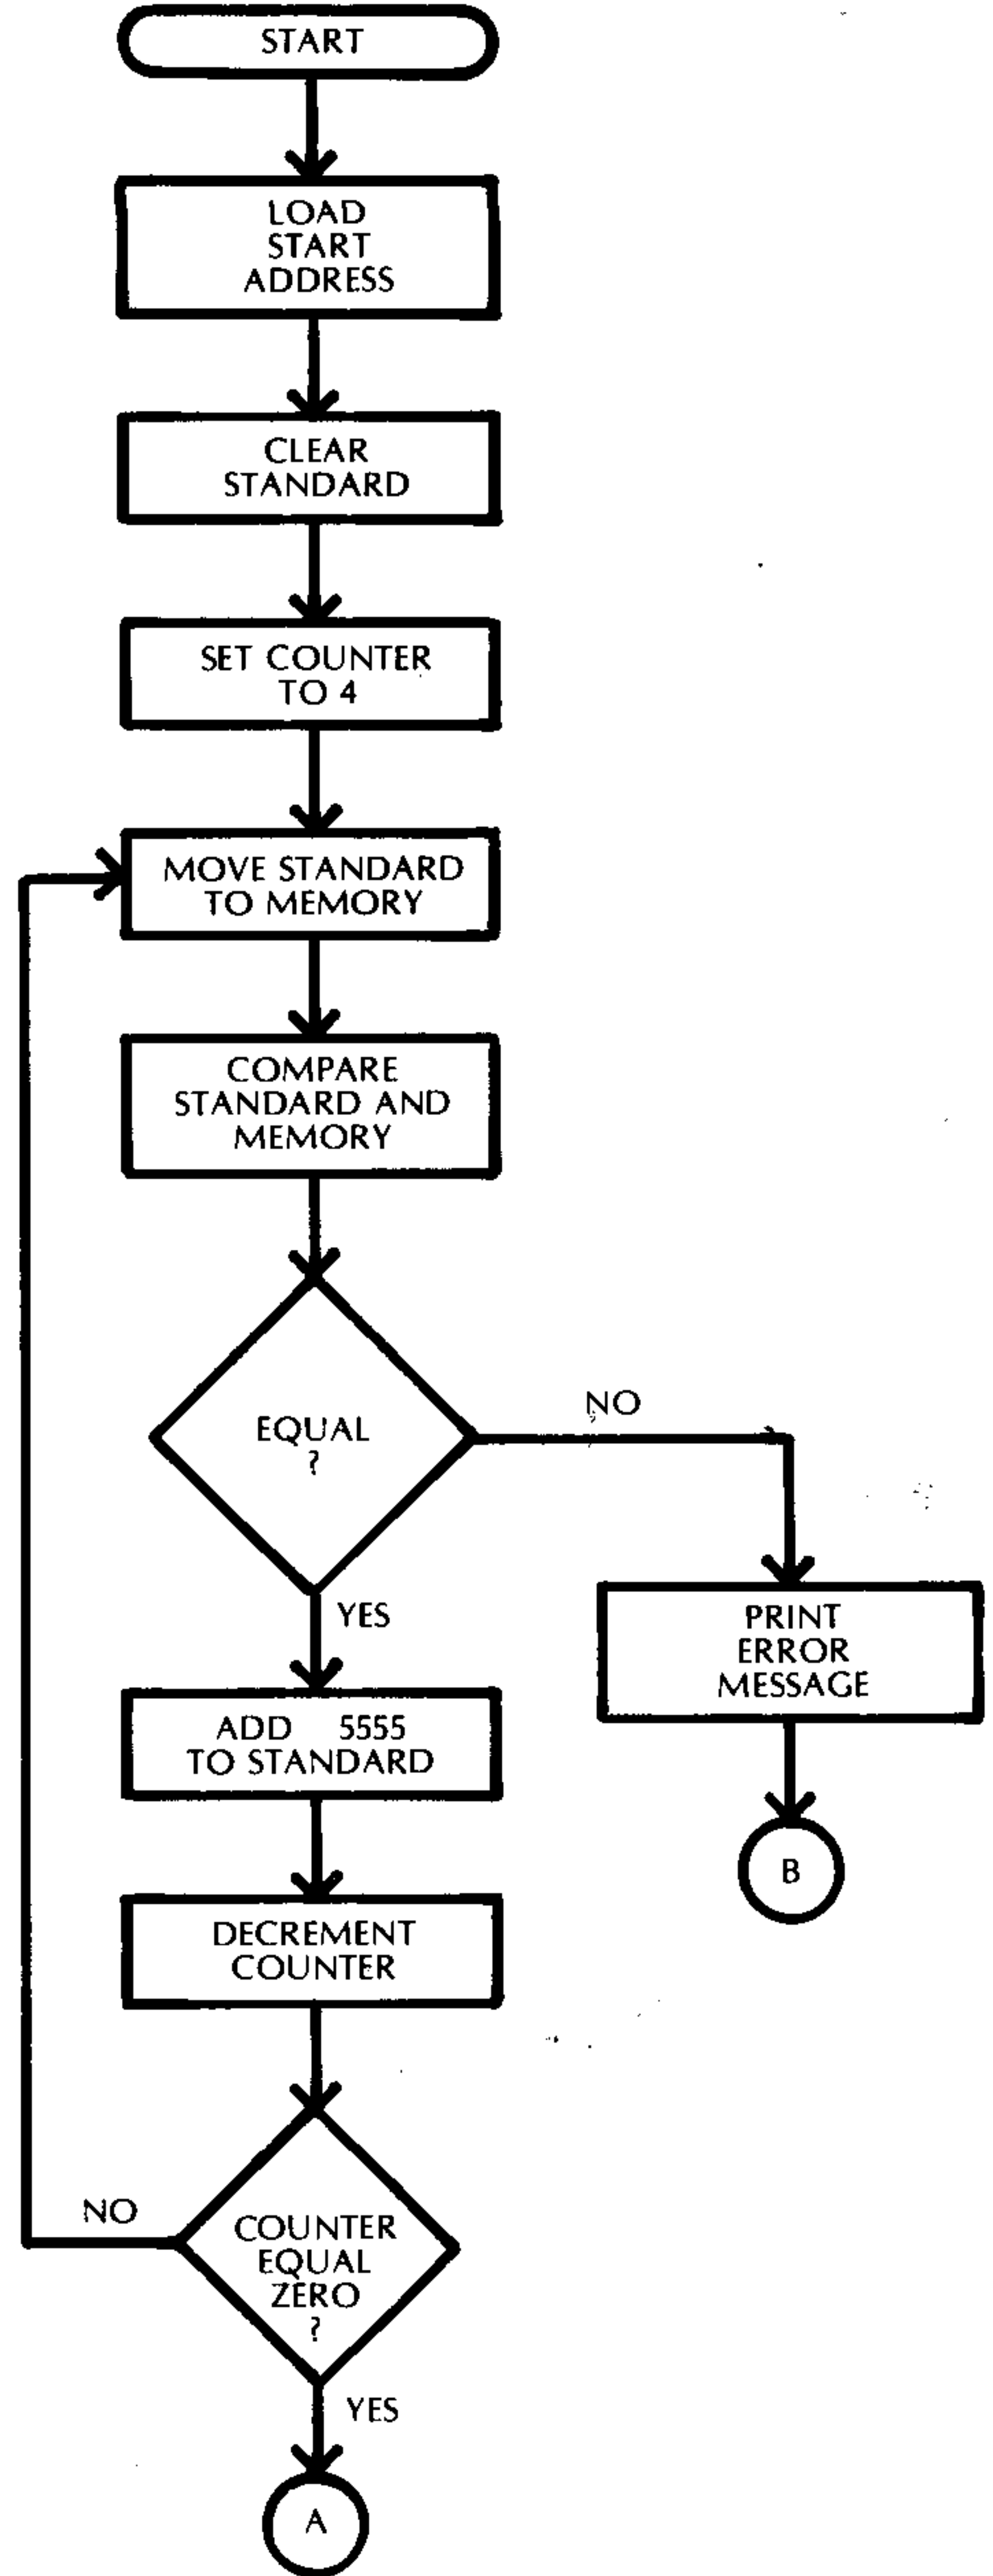 START
LOAD
START
ADDRESS
CLEAR
STANDARD
SET COUNTER
TO 4
MOVE STANDARD
TO MEMORY
COMPARE
STANDARD AND
MEMORY
EQUAL
?
NO
YES
PRINT
ERROR
MESSAGE
B
ADD 5555
TO STANDARD
DECREMENT
COUNTER
NO
COUNTER
EQUAL
ZERO
?
YES
A